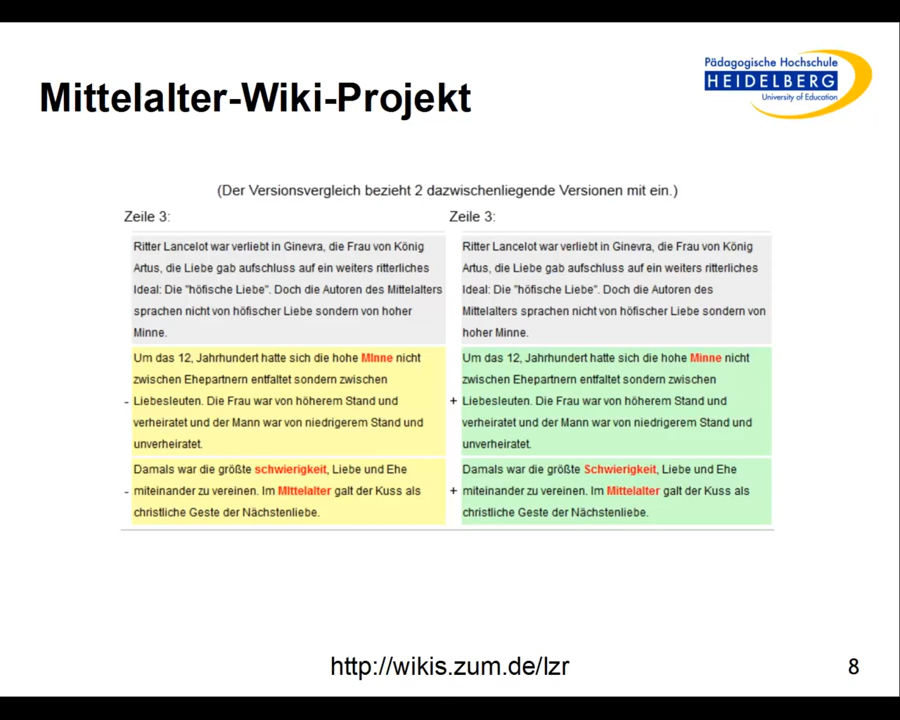 Mittelalter-Wiki-Projekt
Pädagogische Hochschule
HEIDELBERG
University of Education
(Der Versionsvergleich bezieht 2 dazwischenliegende Versionen mit ein.)
Zeile 3:
Ritter Lancelot war verliebt in Ginevra, die Frau von König
Artus, die Liebe gab aufschluss auf ein weiters ritterliches
Ideal: Die "höfische Liebe". Doch die Autoren des Mittelalters
sprachen nicht von höfischer Liebe sondern von hoher
Minne.
- Um das 12, Jahrhundert hatte sich die hohe MInne nicht
zwischen Ehepartnern entfaltet sondern zwischen
Liebesleuten. Die Frau war von höherem Stand und
verheiratet und der Mann war von niedrigerem Stand und
unverheiratet.
- Damals war die größte schwierigkeit, Liebe und Ehe
miteinander zu vereinen. Im MIttelalter galt der Kuss als
christliche Geste der Nächstenliebe.
Zeile 3:
Ritter Lancelot war verliebt in Ginevra, die Frau von König
Artus, die Liebe gab aufschluss auf ein weiters ritterliches
Ideal: Die "höfische Liebe". Doch die Autoren des
Mittelalters sprachen nicht von höfischer Liebe sondern von
hoher Minne.
+ Um das 12, Jahrhundert hatte sich die hohe Minne nicht
zwischen Ehepartnern entfaltet sondern zwischen
Liebesleuten. Die Frau war von höherem Stand und
verheiratet und der Mann war von niedrigerem Stand und
unverheiratet.
+ Damals war die größte Schwierigkeit, Liebe und Ehe
miteinander zu vereinen. Im Mittelalter galt der Kuss als
christliche Geste der Nächstenliebe.
http://wikis.zum.de/lzr
8